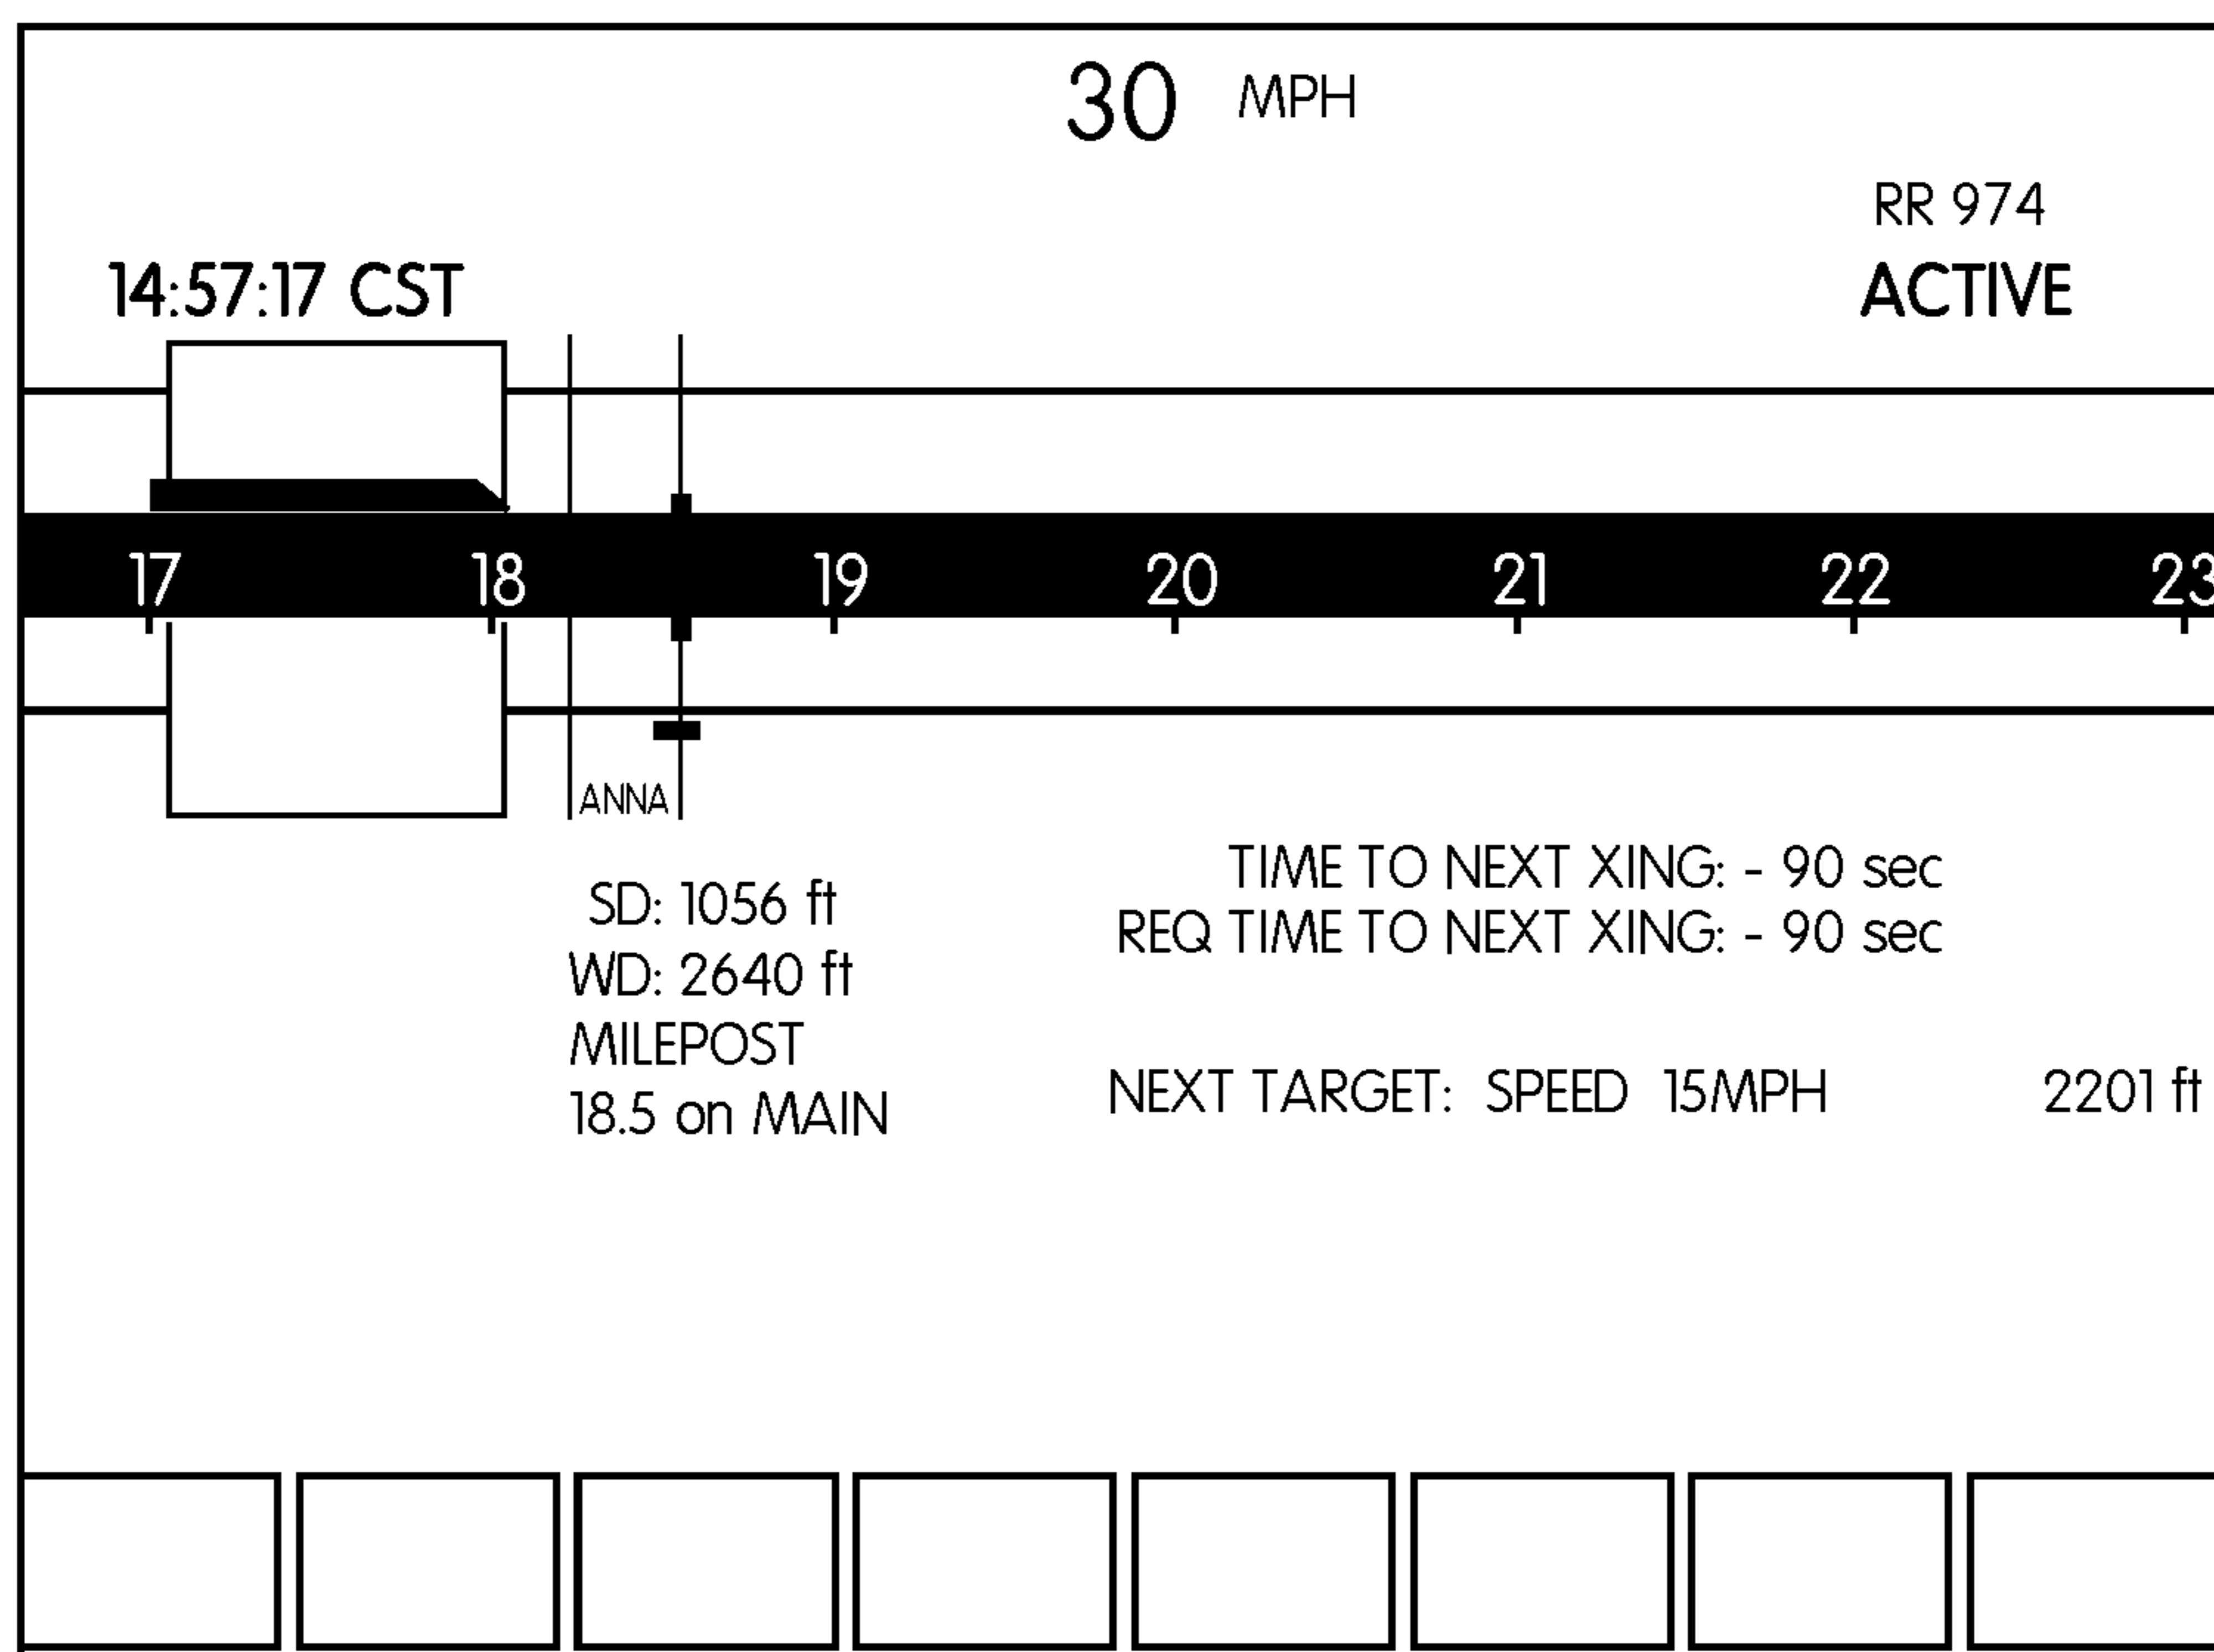 30 MPH
RR 974
14:57:17 CST
ACTIVE
17 18 19 20 21 22 23
ANNA
TIME TO NEXT XING: - 90 sec
REQ TIME TO NEXT XING: - 90 sec
SD: 1056 ft
WD: 2640 ft
MILEPOST
18.5 on MAIN
NEXT TARGET: SPEED 15MPH 2201 ft